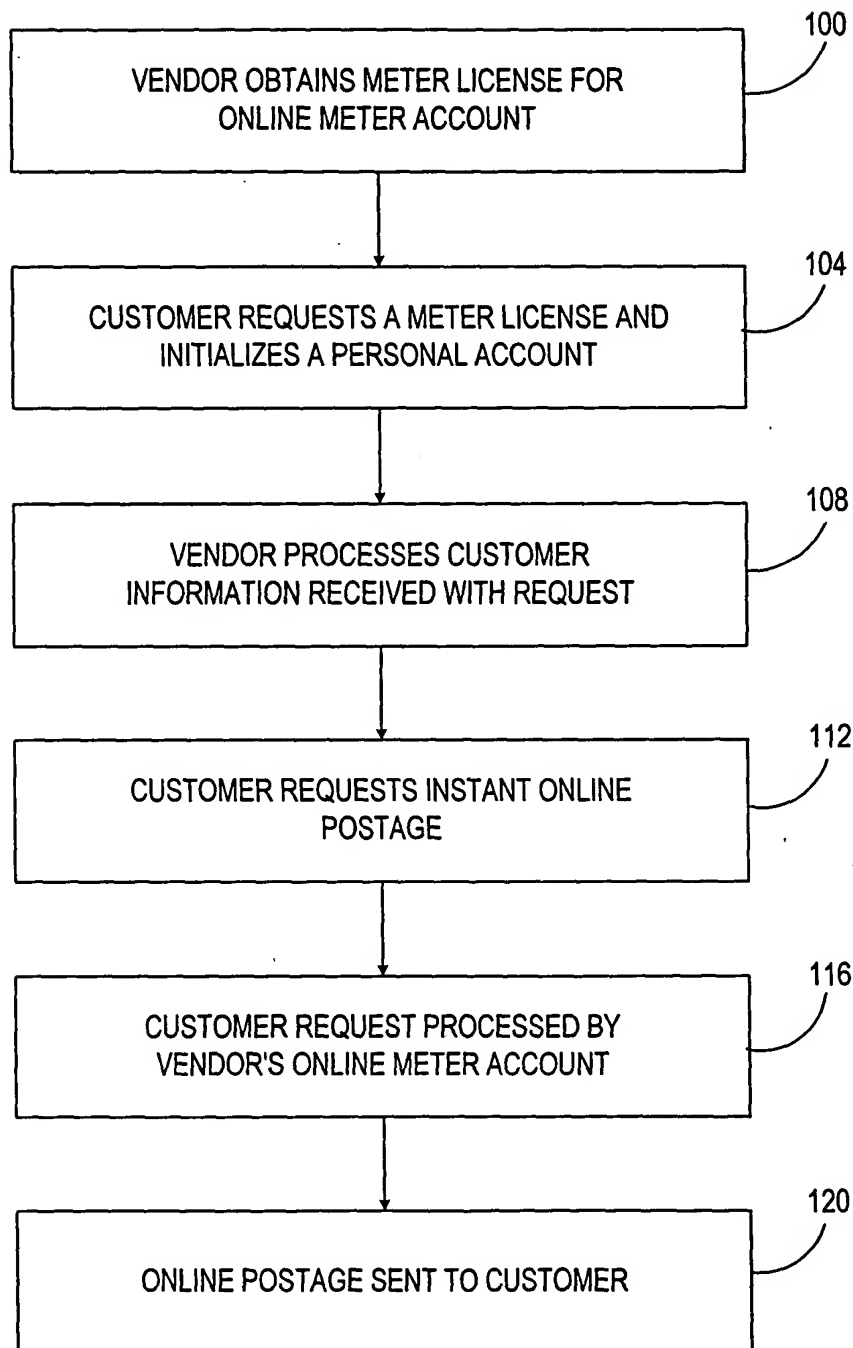 100
VENDOR OBTAINS METER LICENSE FOR
ONLINE METER ACCOUNT
104
CUSTOMER REQUESTS A METER LICENSE AND
INITIALIZES A PERSONAL ACCOUNT
108
VENDOR PROCESSES CUSTOMER
INFORMATION RECEIVED WITH REQUEST
112
CUSTOMER REQUESTS INSTANT ONLINE
POSTAGE
116
CUSTOMER REQUEST PROCESSED BY
VENDOR'S ONLINE METER ACCOUNT
120
ONLINE POSTAGE SENT TO CUSTOMER